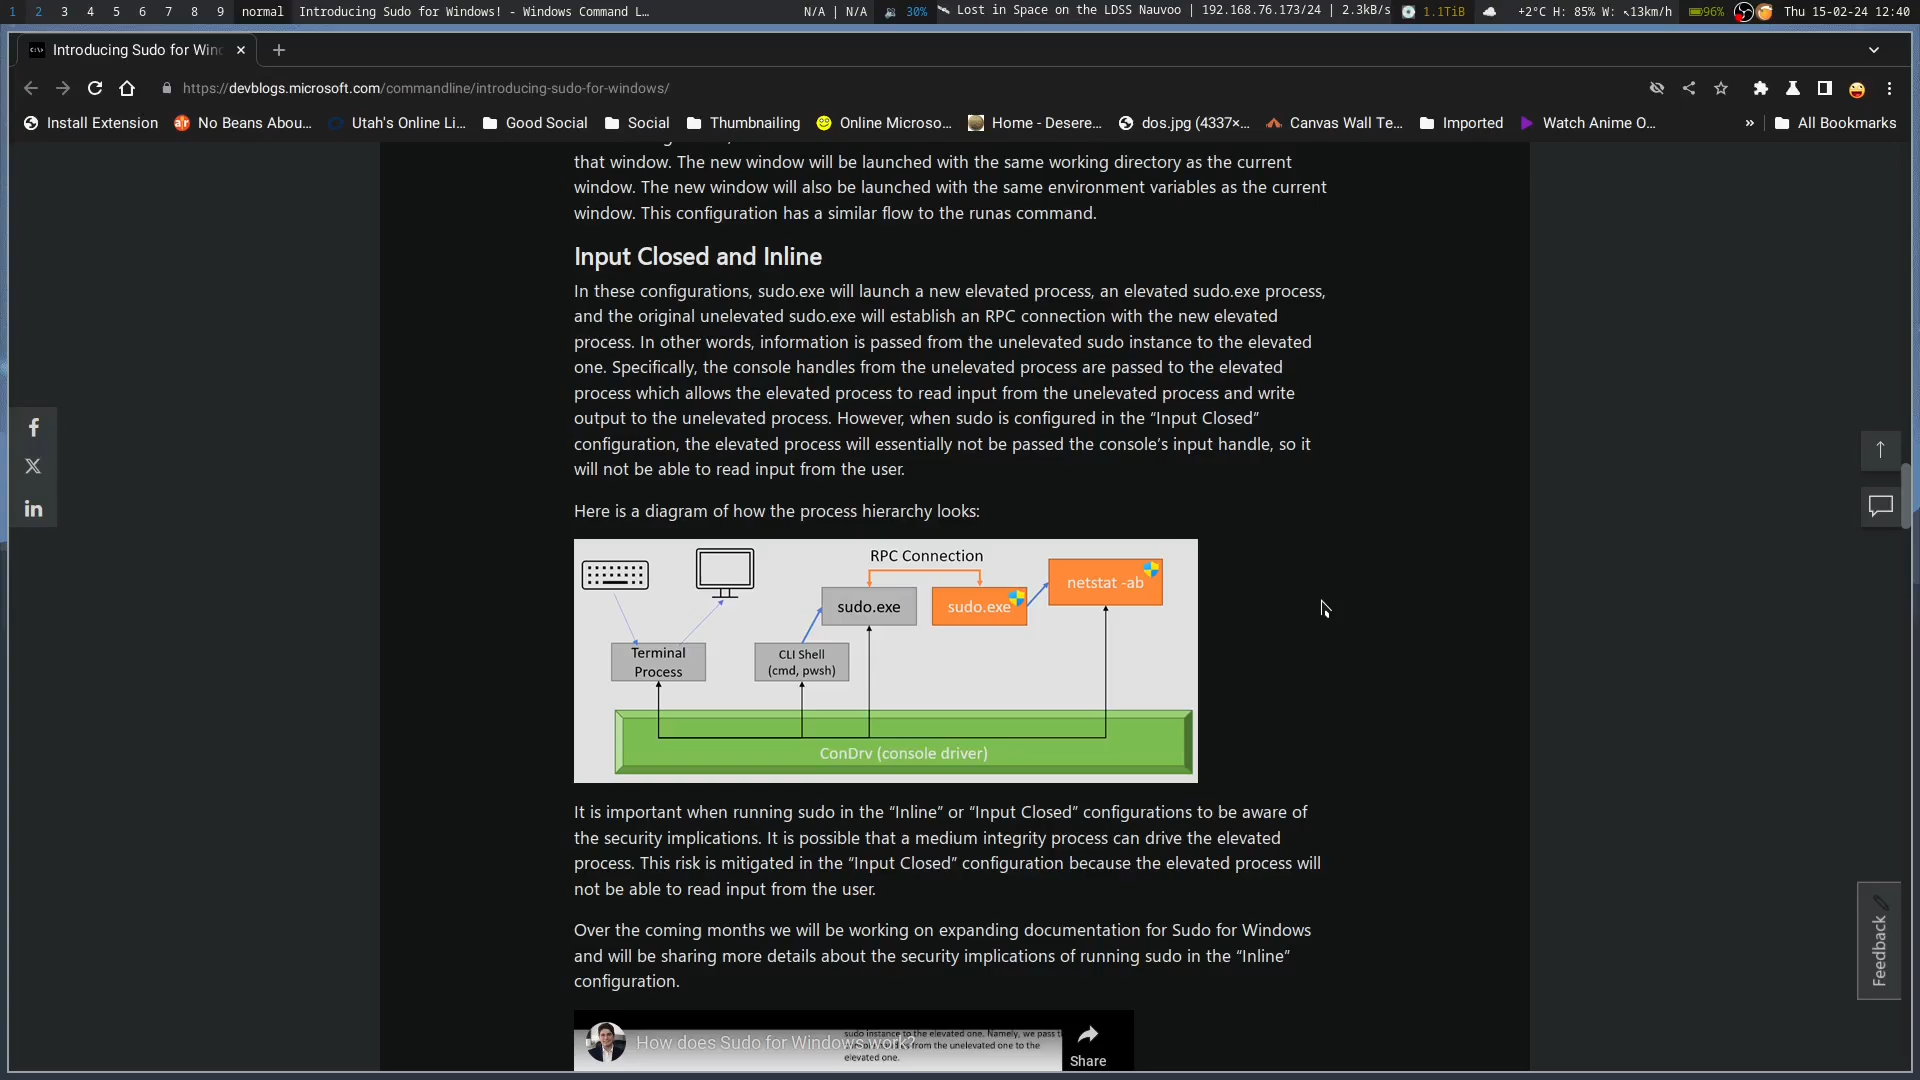 1 2 3 4 5 6 7 8 9 normal Introducing Sudo for Windows! - Windows Command L… N/A | N/A 30% Lost in Space on the LDSS Nauvoo | 192.168.76.173/24 | 2.3kB/s 1.1TiB +2°C H: 85% W: ↖13km/h 96% Thu 15-02-24 12:40
Introducing Sudo for Winc
https://devblogs.microsoft.com/commandline/introducing-sudo-for-windows/
Install Extension No Beans Abou... Utah's Online Li... Good Social Social Thumbnailing Online Microso... Home - Desere... dos.jpg (4337×... Canvas Wall Te... Imported Watch Anime O... » All Bookmarks
that window. The new window will be launched with the same working directory as the current
window. The new window will also be launched with the same environment variables as the current
window. This configuration has a similar flow to the runas command.
Input Closed and Inline
In these configurations, sudo.exe will launch a new elevated process, an elevated sudo.exe process,
and the original unelevated sudo.exe will establish an RPC connection with the new elevated
process. In other words, information is passed from the unelevated sudo instance to the elevated
one. Specifically, the console handles from the unelevated process are passed to the elevated
process which allows the elevated process to read input from the unelevated process and write
output to the unelevated process. However, when sudo is configured in the “Input Closed”
configuration, the elevated process will essentially not be passed the console’s input handle, so it
will not be able to read input from the user.
Here is a diagram of how the process hierarchy looks:
RPC Connection
netstat -ab
sudo.exe
sudo.exe
Terminal
Process
CLI Shell
(cmd, pwsh)
ConDrv (console driver)
It is important when running sudo in the “Inline” or “Input Closed” configurations to be aware of
the security implications. It is possible that a medium integrity process can drive the elevated
process. This risk is mitigated in the “Input Closed” configuration because the elevated process will
not be able to read input from the user.
Over the coming months we will be working on expanding documentation for Sudo for Windows
and will be sharing more details about the security implications of running sudo in the “Inline”
configuration.
sudo instance to the elevated one. Namely, we pass t
How does Sudo for Windows work?
from the unelevated one to the
elevated one.
Share
Feedback